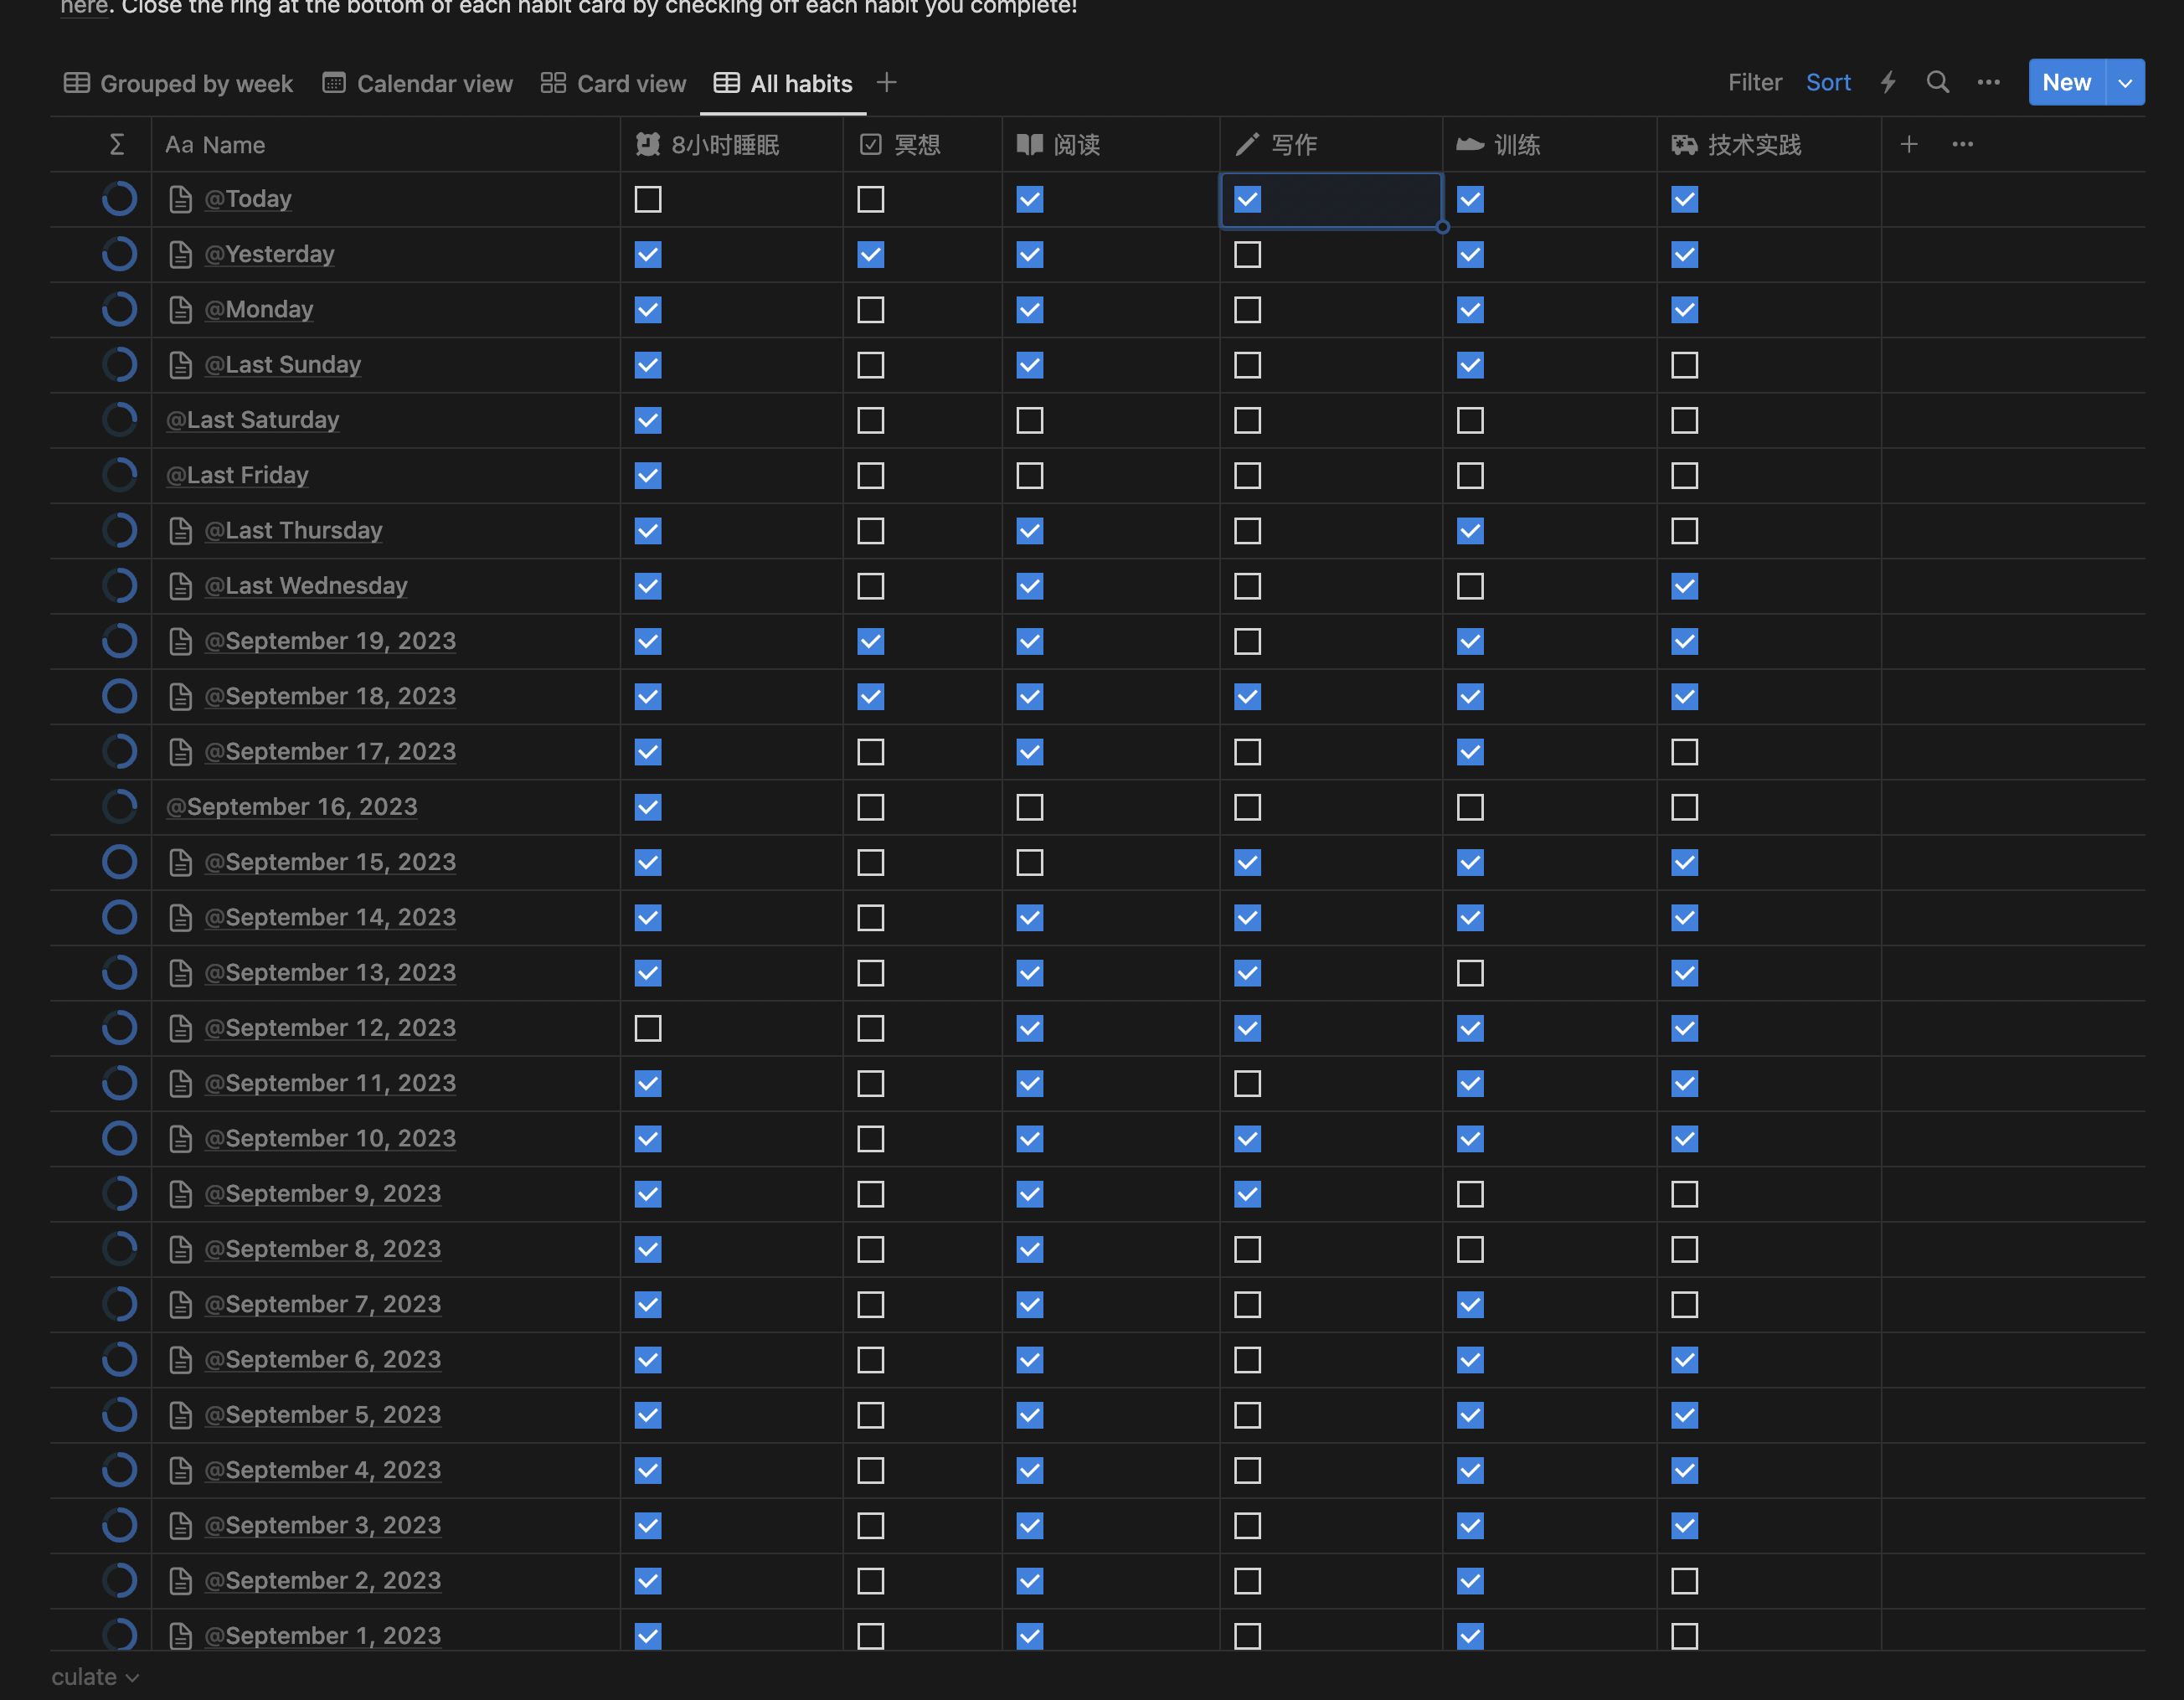 here. Close the ring at the bottom of each habit card by checking off each habit you complete!
Grouped by week Calendar view Card view All habits Filter Sort New
Σ Aa Name 8小时睡眠 冥想 阅读 写作 训练 技术实践
@Today
@Yesterday
@Monday
@Last Sunday
@Last Saturday
@Last Friday
@Last Thursday
@Last Wednesday
@September 19, 2023
@September 18, 2023
@September 17, 2023
@September 16, 2023
@September 15, 2023
@September 14, 2023
@September 13, 2023
@September 12, 2023
@September 11, 2023
@September 10, 2023
@September 9, 2023
@September 8, 2023
@September 7, 2023
@September 6, 2023
@September 5, 2023
@September 4, 2023
@September 3, 2023
@September 2, 2023
@September 1, 2023
culate